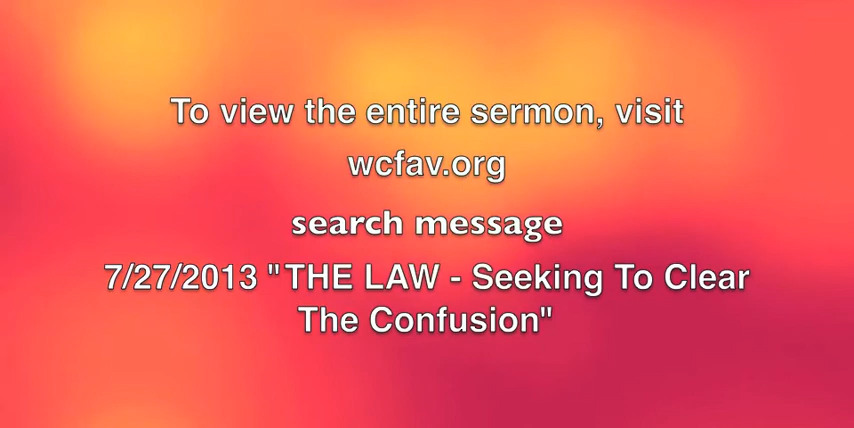 To view the entire sermon, visit
wcfav.org
search message
7/27/2013 "THE LAW - Seeking To Clear
The Confusion"